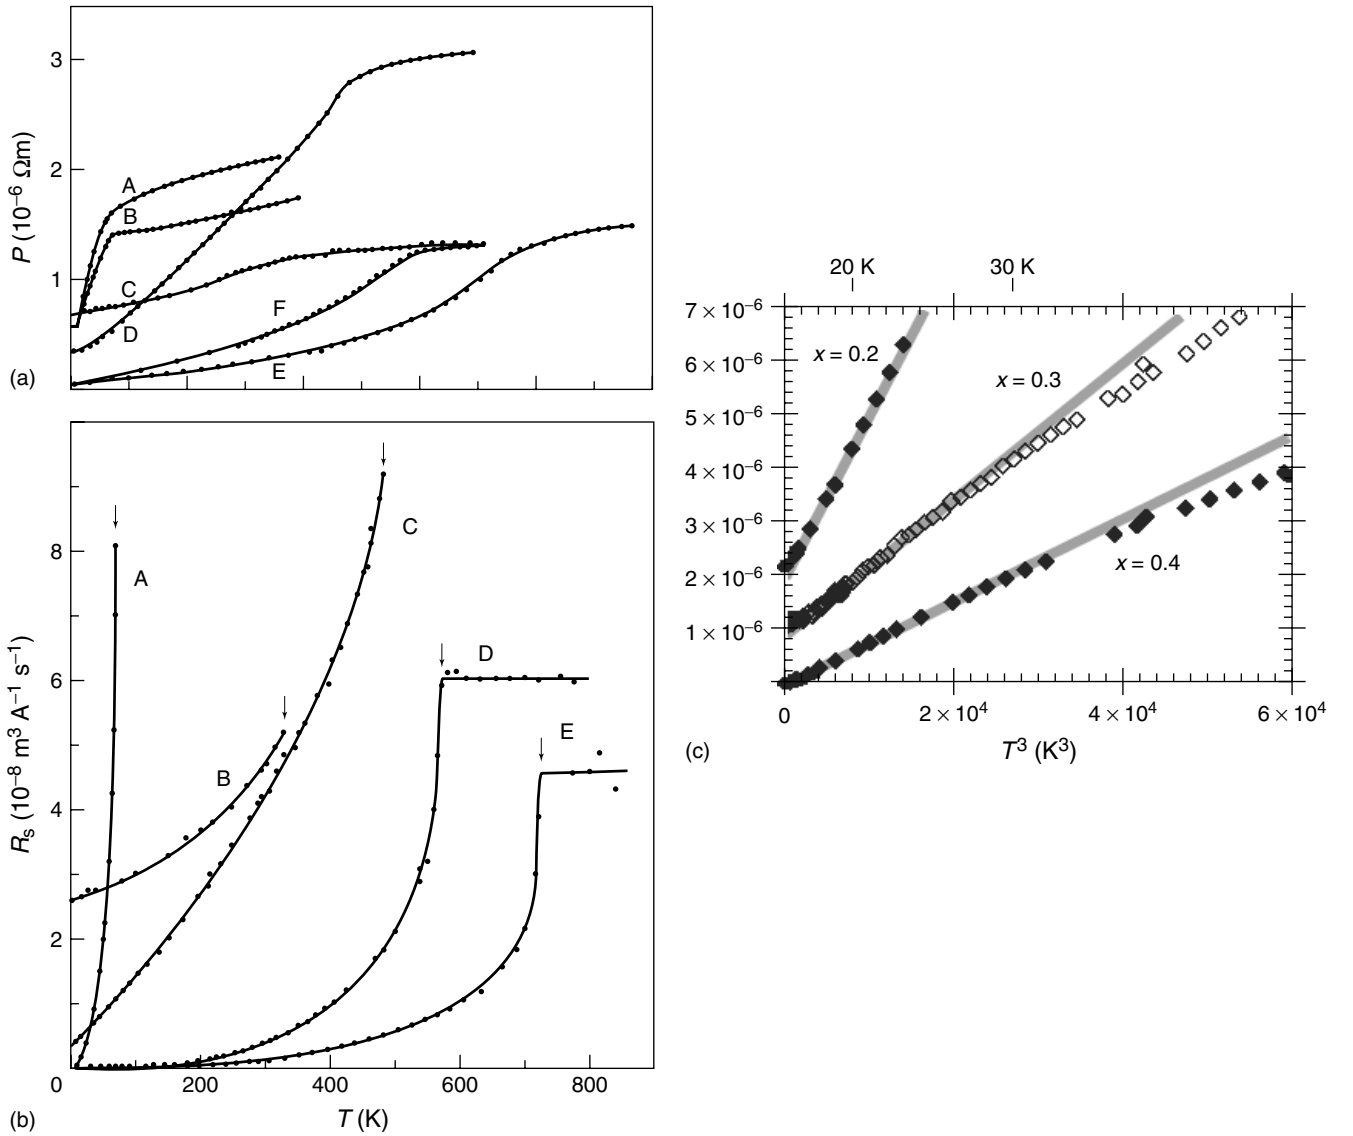 3
2
1
P (10⁻⁶ Ωm)
A
B
C
D
F
E
(a)
8
6
4
2
0
200
400
600
800
Rₛ (10⁻⁸ m³ A⁻¹ s⁻¹)
A
B
C
D
E
T (K)
(b)
20 K
30 K
7 × 10⁻⁶
6 × 10⁻⁶
5 × 10⁻⁶
4 × 10⁻⁶
3 × 10⁻⁶
2 × 10⁻⁶
1 × 10⁻⁶
x = 0.2
x = 0.3
x = 0.4
0
2 × 10⁴
4 × 10⁴
6 × 10⁴
T³ (K³)
(c)